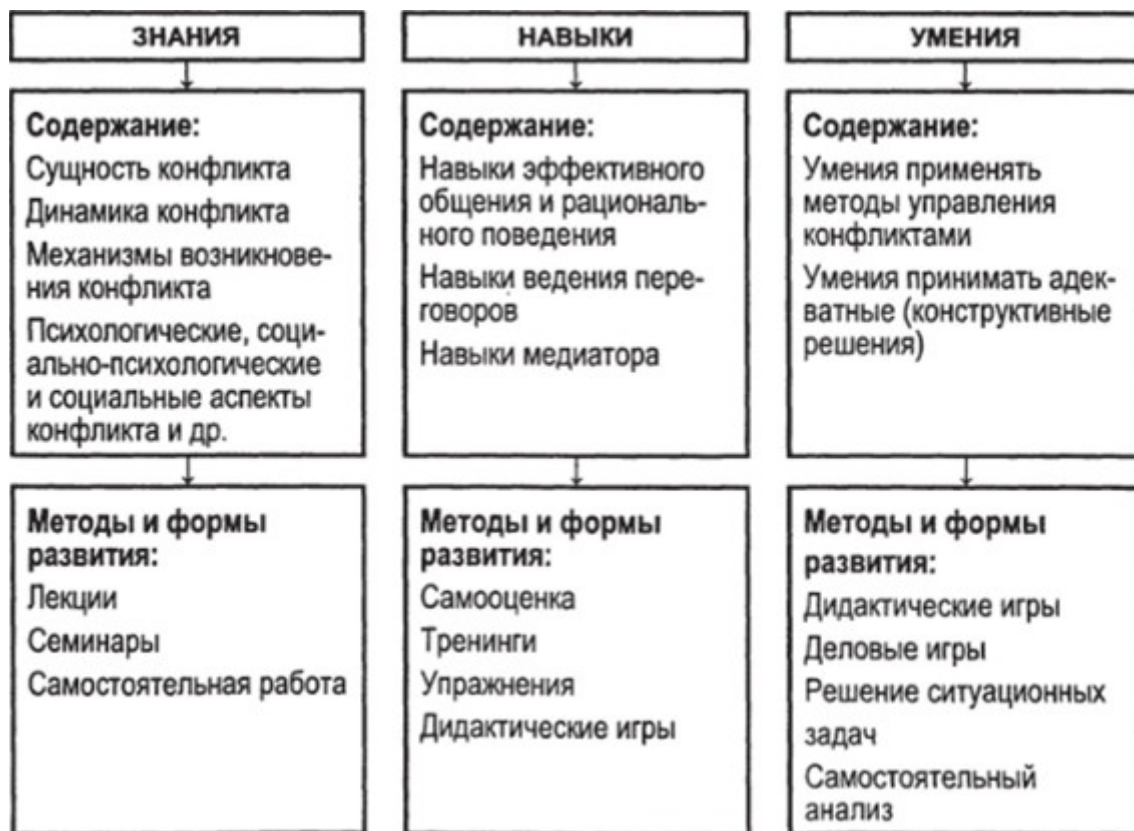 ЗНАНИЯ
Содержание:
Сущность конфликта
Динамика конфликта
Механизмы возникнове-
ния конфликта
Психологические, соци-
ально-психологические
и социальные аспекты
конфликта и др.
Методы и формы
развития:
Лекции
Семинары
Самостоятельная работа
НАВЫКИ
Содержание:
Навыки эффективного
общения и рациональ-
ного поведения
Навыки ведения пере-
говоров
Навыки медиатора
Методы и формы
развития:
Самооценка
Тренинги
Упражнения
Дидактические игры
УМЕНИЯ
Содержание:
Умения применять
методы управления
конфликтами
Умения принимать адек-
ватные (конструктивные
решения)
Методы и формы
развития:
Дидактические игры
Деловые игры
Решение ситуационных
задач
Самостоятельный
анализ